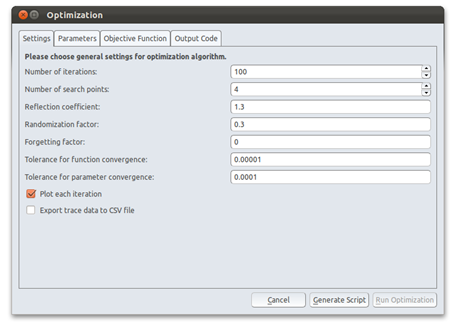 Optimization
Settings Parameters Objective Function Output Code
Please choose general settings for optimization algorithm.
Number of iterations: 100
Number of search points: 4
Reflection coefficient: 1.3
Randomization factor: 0.3
Forgetting factor: 0
Tolerance for function convergence: 0.00001
Tolerance for parameter convergence: 0.0001
Plot each iteration
Export trace data to CSV file
Cancel Generate Script Run Optimization